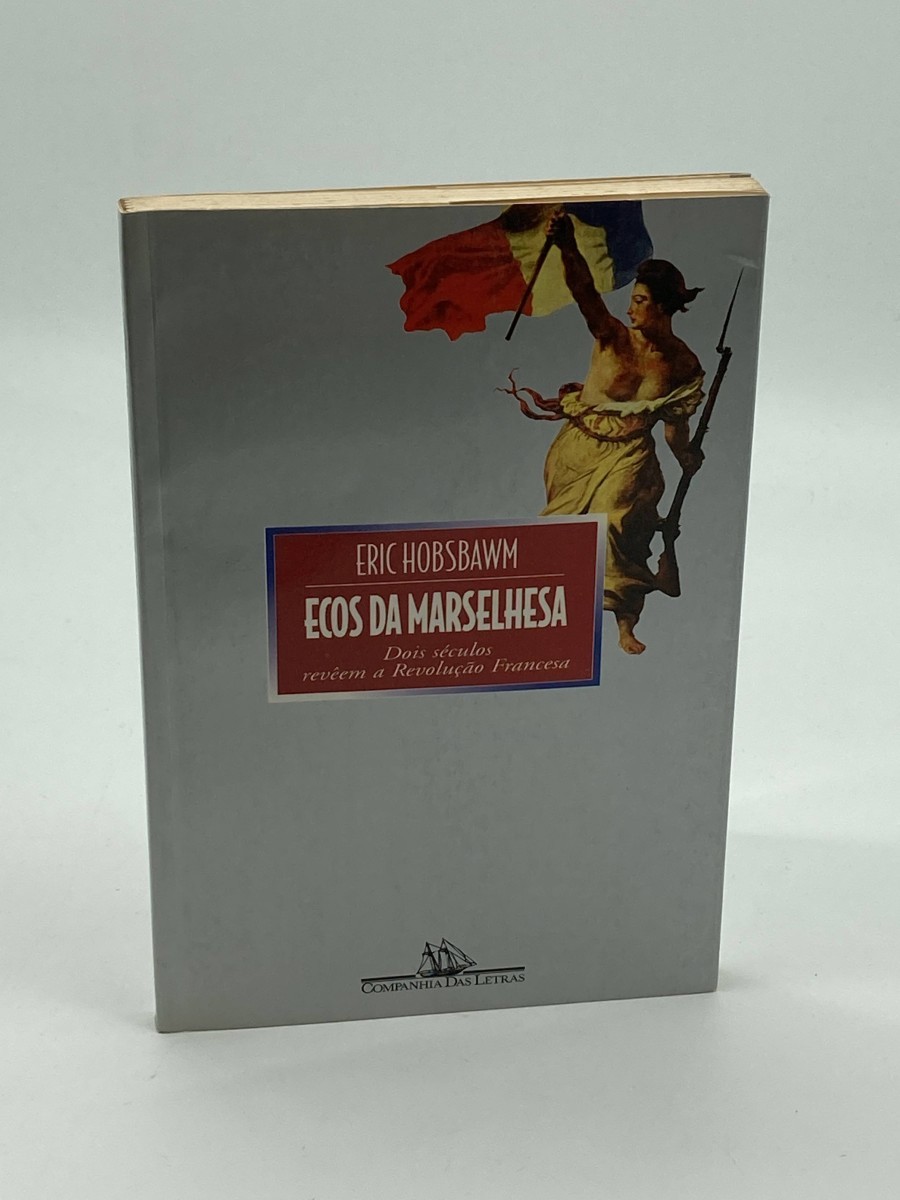 ERIC HOBSBAWM
ECOS DA MARSELHESA
Dois séculos
revêem a Revolução Francesa
COMPANHIA DAS LETRAS